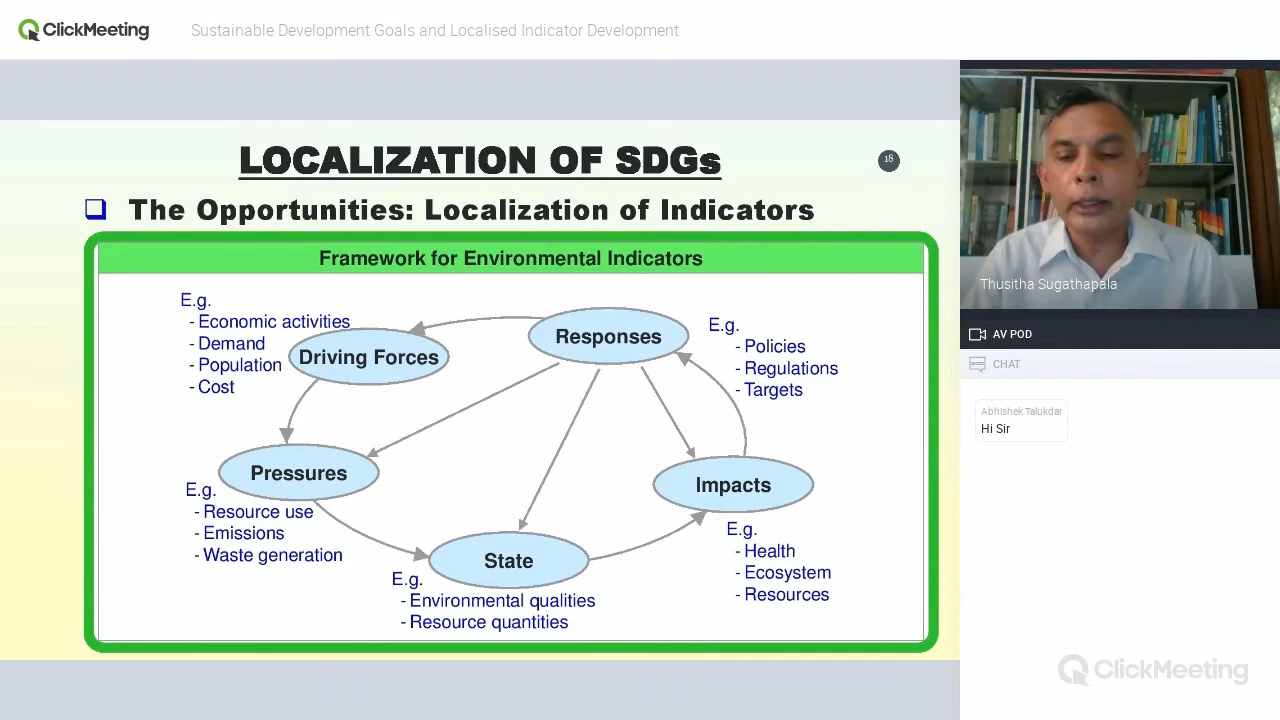 ClickMeeting
Sustainable Development Goals and Localised Indicator Development
LOCALIZATION OF SDGs
18
The Opportunities: Localization of Indicators
Framework for Environmental Indicators
E.g.
- Economic activities
- Demand
- Population
- Cost
Driving Forces
Responses
E.g.
- Policies
- Regulations
- Targets
Pressures
E.g.
- Resource use
- Emissions
- Waste generation
State
E.g.
- Environmental qualities
- Resource quantities
Impacts
E.g.
- Health
- Ecosystem
- Resources
Thusitha Sugathapala
AV POD
CHAT
Abhishek Talukdar
Hi Sir
ClickMeeting